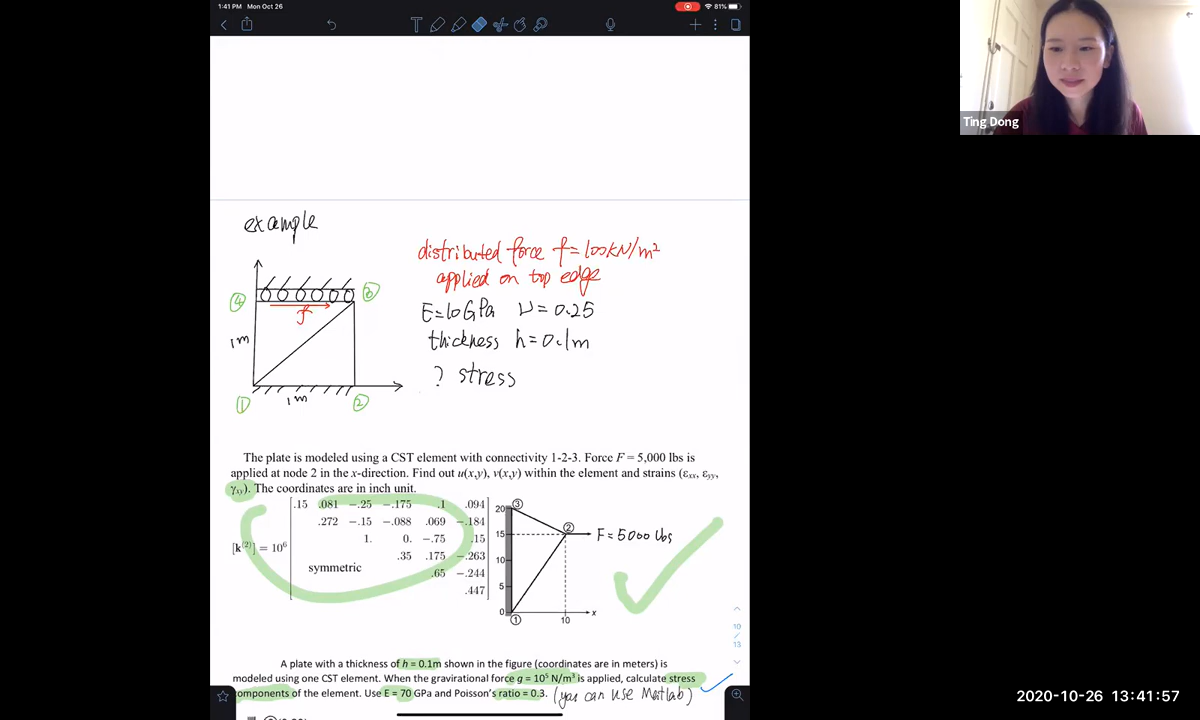 1:41 PM Mon Oct 26
81%
Ting Dong
example
distributed force f=100kN/m²
applied on top edge
④
③
f
E=10GPa ν=0.25
1m
thickness h=0.1m
? stress
①
1m
②
The plate is modeled using a CST element with connectivity 1-2-3. Force F = 5,000 lbs is
applied at node 2 in the x-direction. Find out u(x,y), v(x,y) within the element and strains (εxx, εyy,
γxy). The coordinates are in inch unit.
[k(2)] = 10⁶
.15 .081 −.25 −.175 .1 .094
.272 −.15 −.088 .069 −.184
1. 0. −.75 .15
.35 .175 −.263
symmetric
.65 −.244
.447
20
③
15
②
F=5000 lbs
10
5
0
x
①
10
10
/
13
A plate with a thickness of h = 0.1m shown in the figure (coordinates are in meters) is
modeled using one CST element. When the gravirational force g = 10⁵ N/m³ is applied, calculate stress
components of the element. Use E = 70 GPa and Poisson's ratio = 0.3. (you can use Matlab)
2020-10-26 13:41:57